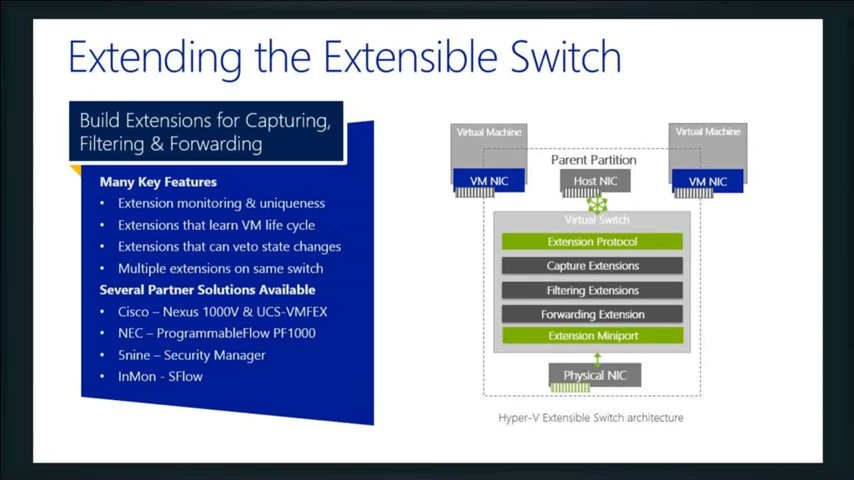 Extending the Extensible Switch
Build Extensions for Capturing,
Filtering & Forwarding
Many Key Features
• Extension monitoring & uniqueness
• Extensions that learn VM life cycle
• Extensions that can veto state changes
• Multiple extensions on same switch
Several Partner Solutions Available
• Cisco – Nexus 1000V & UCS-VMFEX
• NEC – ProgrammableFlow PF1000
• 5nine – Security Manager
• InMon - SFlow
Virtual Machine
Virtual Machine
Parent Partition
VM NIC
Host NIC
VM NIC
Virtual Switch
Extension Protocol
Capture Extensions
Filtering Extensions
Forwarding Extension
Extension Miniport
Physical NIC
Hyper-V Extensible Switch architecture